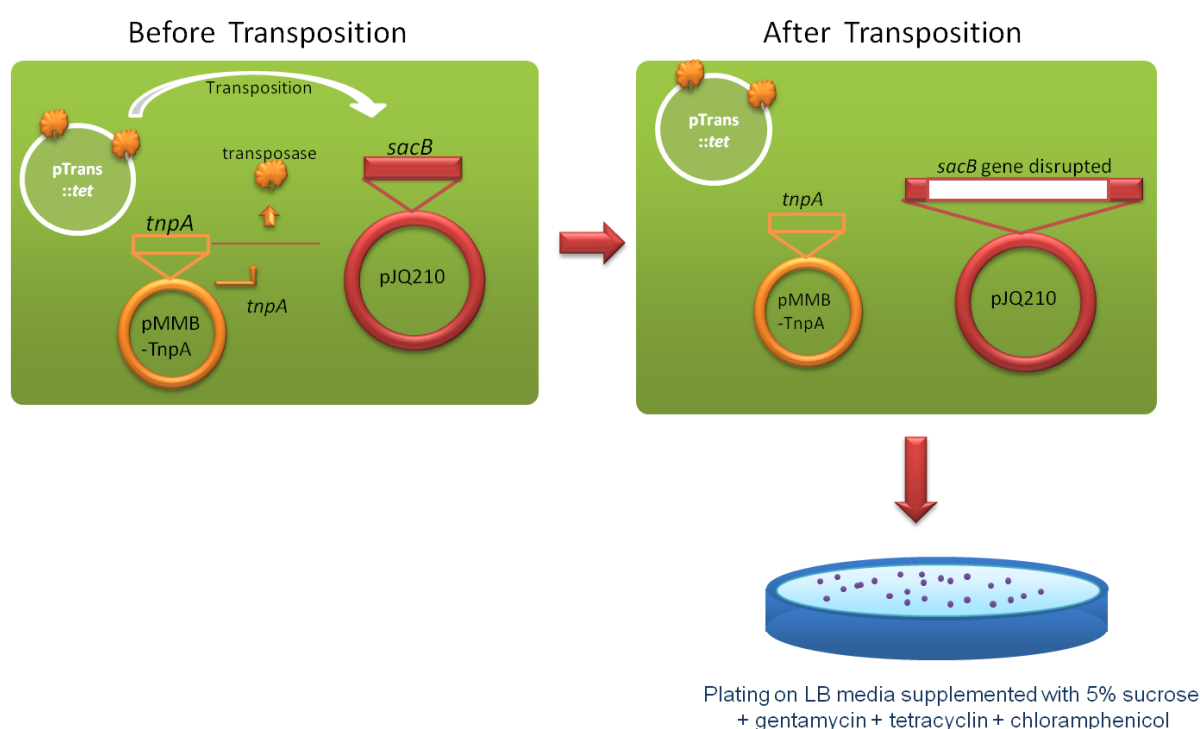 Before Transposition
After Transposition
Transposition
pTrans
::tet
transposase
sacB
tnpA
tnpA
pMMB
-TnpA
pJQ210
pTrans
::tet
sacB gene disrupted
tnpA
pMMB
-TnpA
pJQ210
Plating on LB media supplemented with 5% sucrose
+ gentamycin + tetracyclin + chloramphenicol